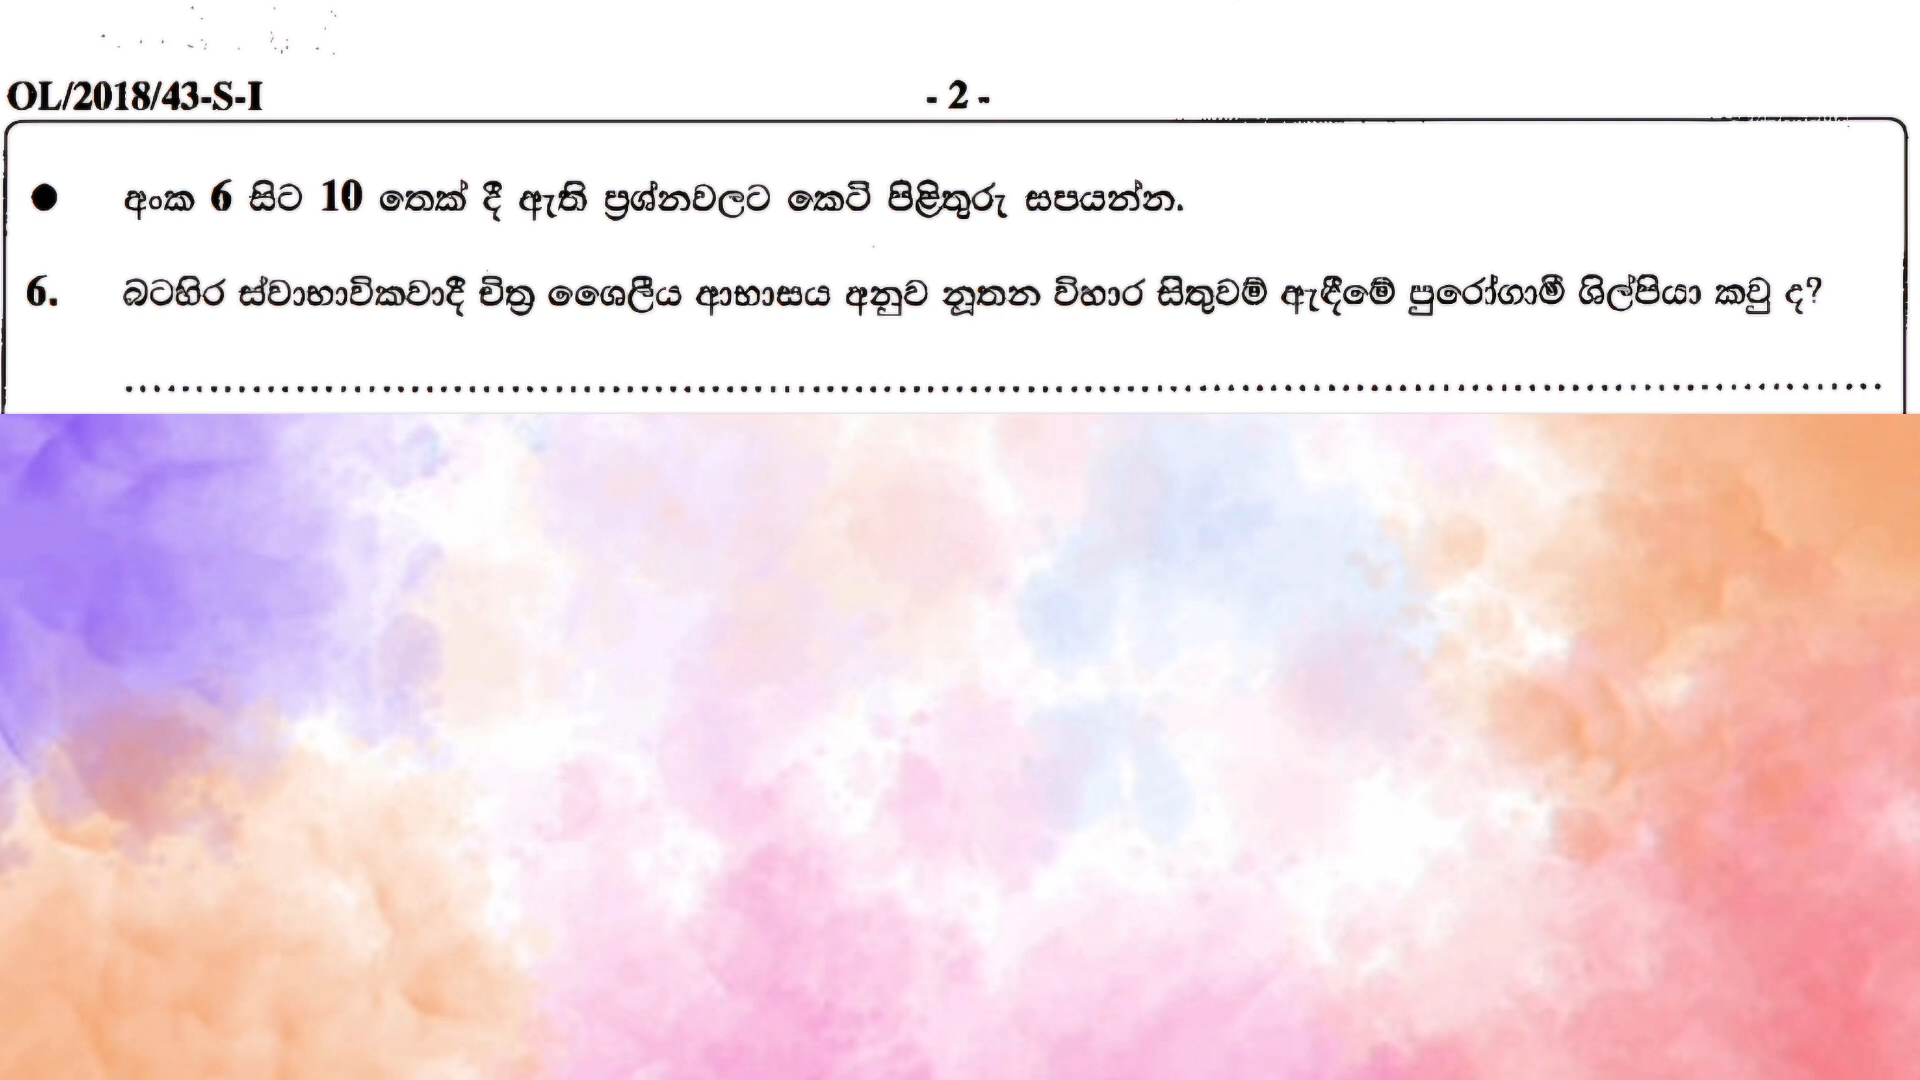 OL/2018/43-S-I
- 2 -
● අංක 6 සිට 10 තෙක් දී ඇති ප්‍රශ්නවලට කෙටි පිළිතුරු සපයන්න.
6. බටහිර ස්වාභාවිකවාදී චිත්‍ර ශෛලීය ආභාසය අනුව නූතන විහාර සිතුවම් ඇඳීමේ පුරෝගාමී ශිල්පියා කවු ද?